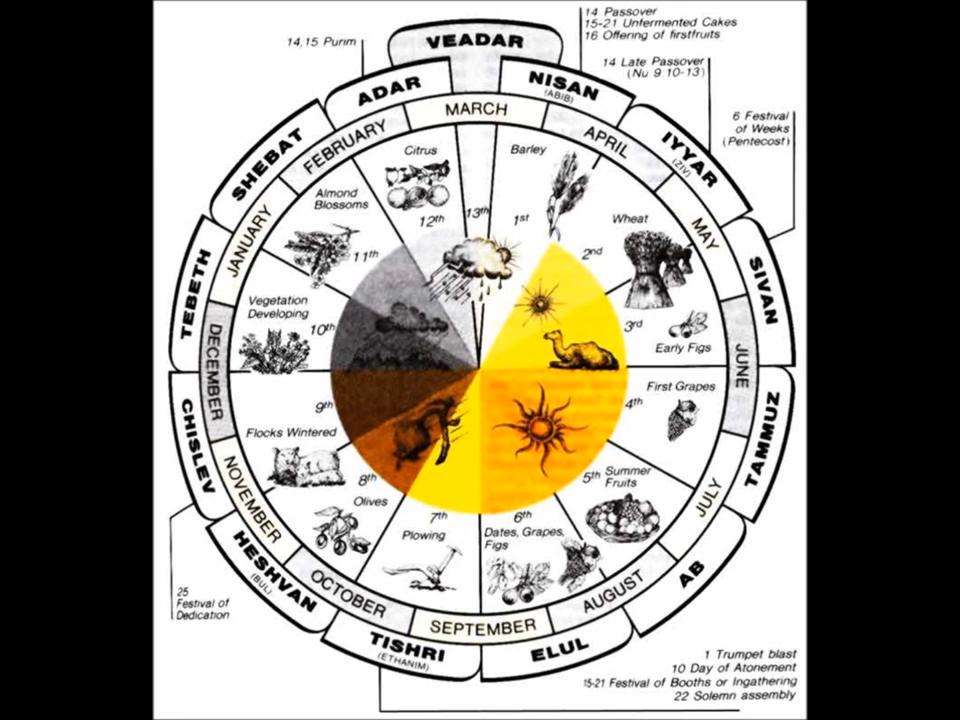 14 Passover
15-21 Unfermented Cakes
16 Offering of firstfruits
14,15 Purim
14 Late Passover
(Nu 9 10-13)
6 Festival
of Weeks
(Pentecost)
VEADAR
NISAN
(ABIB)
IYYAR
(ZIV)
SIVAN
TAMMUZ
AB
ELUL
TISHRI
(ETHANIM)
HESHVAN
(BUL)
CHISLEV
TEBETH
SHEBAT
ADAR
MARCH
APRIL
MAY
JUNE
JULY
AUGUST
SEPTEMBER
OCTOBER
NOVEMBER
DECEMBER
JANUARY
FEBRUARY
13th
Barley
1st
Wheat
2nd
3rd
Early Figs
First Grapes
4th
5th Summer
Fruits
6th
Dates, Grapes,
Figs
7th
Plowing
8th
Olives
9th
Flocks Wintered
Vegetation
Developing
10th
Almond
Blossoms
11th
Citrus
12th
25
Festival of
Dedication
1 Trumpet blast
10 Day of Atonement
15-21 Festival of Booths or Ingathering
22 Solemn assembly